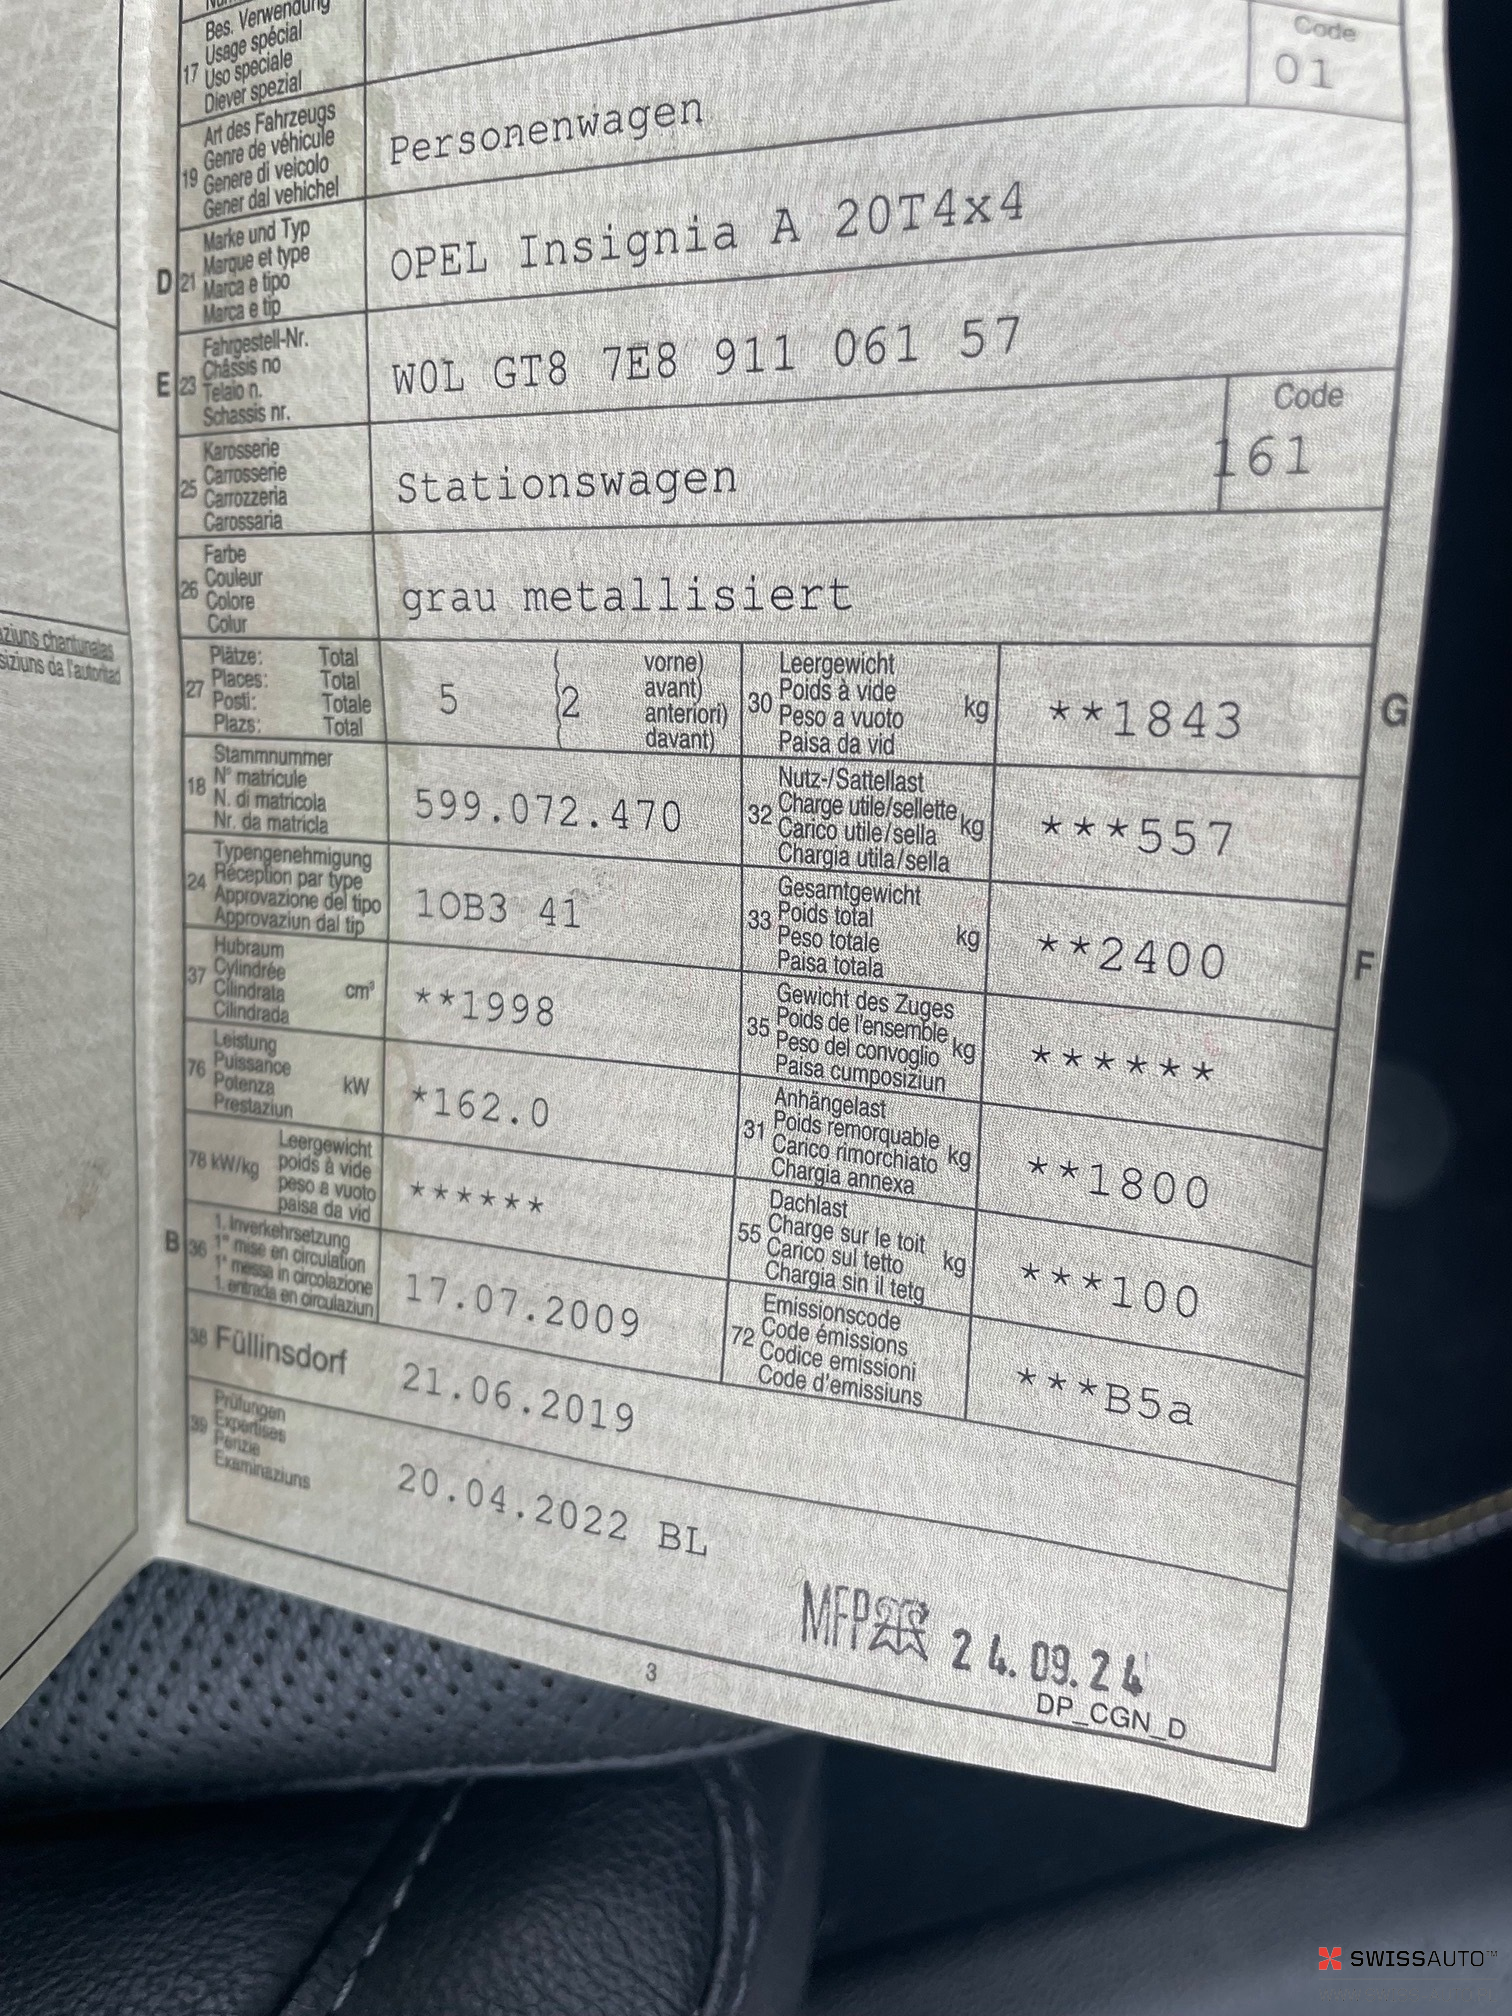 Bes. Verwendung
17 Usage spécial
Uso speciale
Diever spezial
Code
01
Art des Fahrzeugs
19 Genre de véhicule
Genere di veicolo
Gener dal vehichel
Personenwagen
Marke und Typ
D 21 Marque et type
Marca e tipo
Marca e tip
OPEL Insignia A 20T4x4
Fahrgestell-Nr.
E 23 Châssis no
Telaio n.
Schassis nr.
W0L GT8 7E8 911 061 57
Karosserie
25 Carrosserie
Carrozzeria
Carossaria
Stationswagen
Code
161
Farbe
26 Couleur
Colore
Colur
grau metallisiert
ziuns chantunalas
siziuns da l'autoritad
Plätze: Total
27 Places: Total
Posti: Totale
Plazs: Total
5 (2
vorne)
avant)
anteriori)
davant)
Leergewicht
30 Poids à vide kg
Peso a vuoto
Paisa da vid
**1843
G
Stammnummer
18 N° matricule
N. di matricola
Nr. da matricla
599.072.470
Nutz-/Sattellast
32 Charge utile/sellette kg
Carico utile/sella
Chargia utila/sella
***557
Typengenehmigung
24 Réception par type
Approvazione del tipo
Approvaziun dal tip
1OB3 41
Gesamtgewicht
33 Poids total kg
Peso totale
Paisa totala
**2400
F
Hubraum
37 Cylindrée cm³
Cilindrata
Cilindrada
**1998
Gewicht des Zuges
35 Poids de l'ensemble kg
Peso del convoglio
Paisa cumposiziun
******
Leistung
76 Puissance kW
Potenza
Prestaziun
*162.0
Anhängelast
31 Poids remorquable kg
Carico rimorchiato
Chargia annexa
**1800
Leergewicht
78 kW/kg poids à vide
peso a vuoto
paisa da vid
******
Dachlast
55 Charge sur le toit kg
Carico sul tetto
Chargia sin il tetg
***100
1. Inverkehrsetzung
B 36 1° mise en circulation
1° messa in circolazione
1. entrada en circulaziun
17.07.2009
Emissionscode
72 Code émissions
Codice emissioni
Code d'emissiuns
***B5a
38 Füllinsdorf 21.06.2019
Prüfungen
39 Expertises
Perizie
Examinaziuns
20.04.2022 BL
MFP 24.09.24
3
DP_CGN_D
SWISSAUTO™